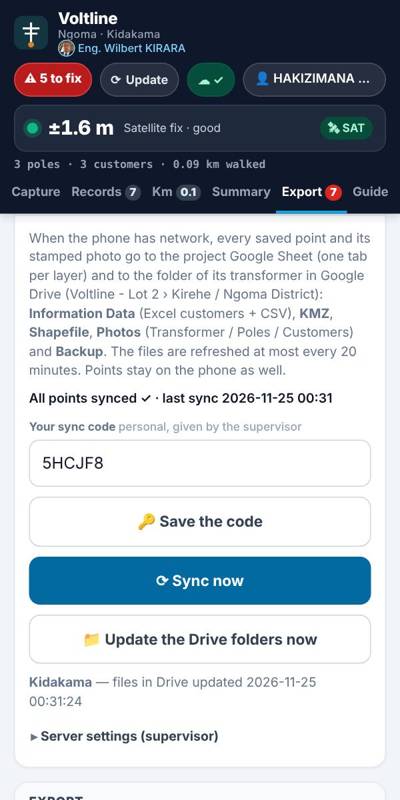 Voltline
Ngoma · Kidakama
Eng. Wilbert KIRARA
⚠ 5 to fix
⟳ Update
☁ ✓
👤 HAKIZIMANA ...
±1.6 m Satellite fix · good
🛰 SAT
3 poles · 3 customers · 0.09 km walked
Capture Records 7 Km 0.1 Summary Export 7 Guide
When the phone has network, every saved point and its
stamped photo go to the project Google Sheet (one tab
per layer) and to the folder of its transformer in Google
Drive (Voltline - Lot 2 › Kirehe / Ngoma District):
Information Data (Excel customers + CSV), KMZ,
Shapefile, Photos (Transformer / Poles / Customers)
and Backup. The files are refreshed at most every 20
minutes. Points stay on the phone as well.
All points synced ✓ · last sync 2026-11-25 00:31
Your sync code personal, given by the supervisor
5HCJF8
🔑 Save the code
⟳ Sync now
📁 Update the Drive folders now
Kidakama — files in Drive updated 2026-11-25
00:31:24
▸ Server settings (supervisor)
EXPORT